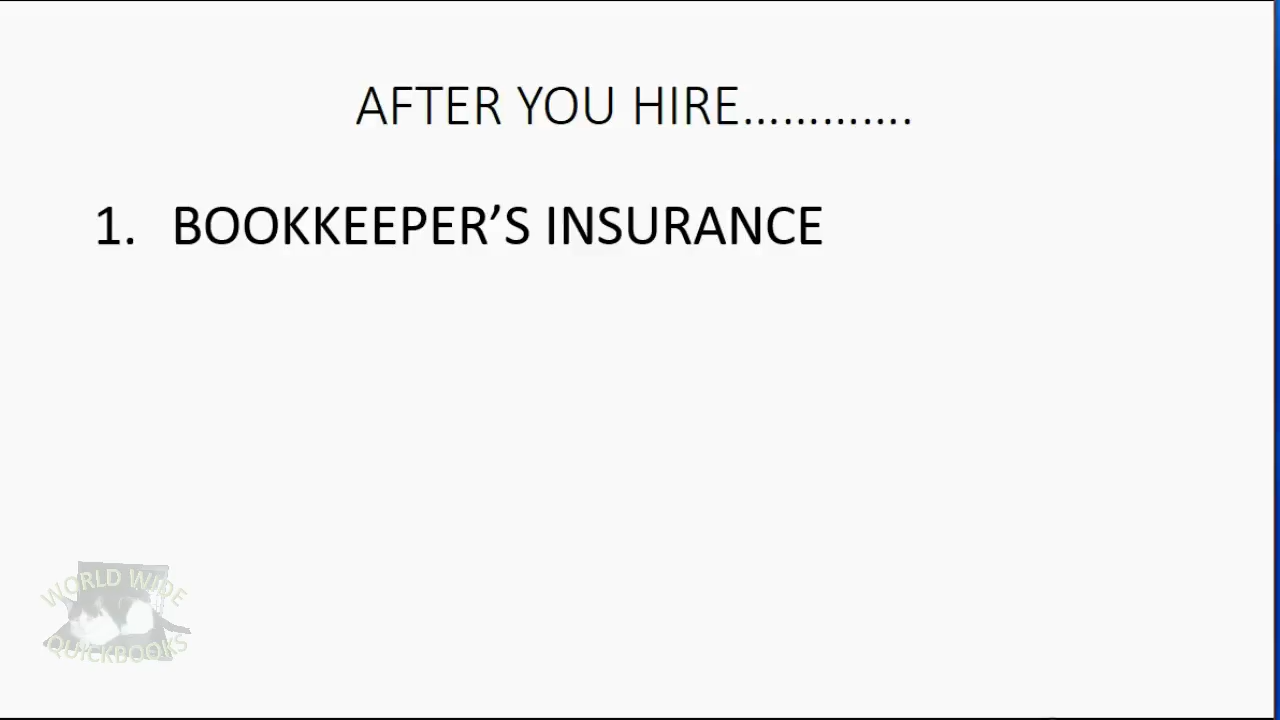 AFTER YOU HIRE.............
1. BOOKKEEPER’S INSURANCE
WORLD WIDE
QUICKBOOKS